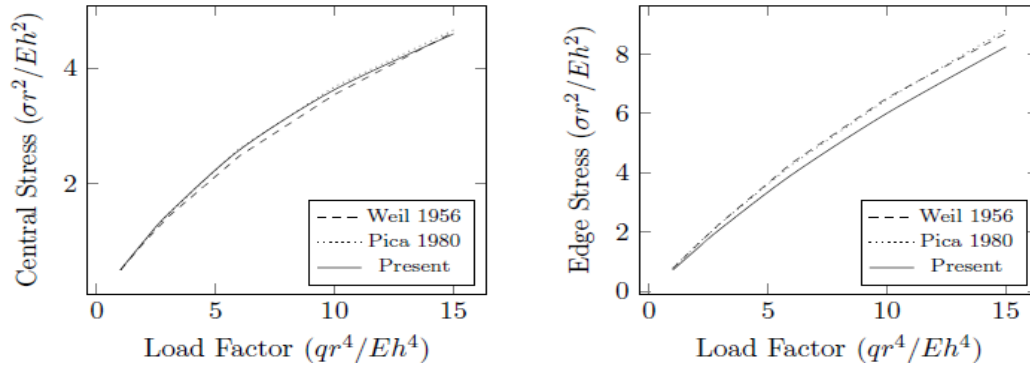 Central Stress (σr²/Eh²)
4
2
0
5
10
15
Load Factor (qr⁴/Eh⁴)
Weil 1956
Pica 1980
Present
Edge Stress (σr²/Eh²)
8
6
4
2
0
0
5
10
15
Load Factor (qr⁴/Eh⁴)
Weil 1956
Pica 1980
Present